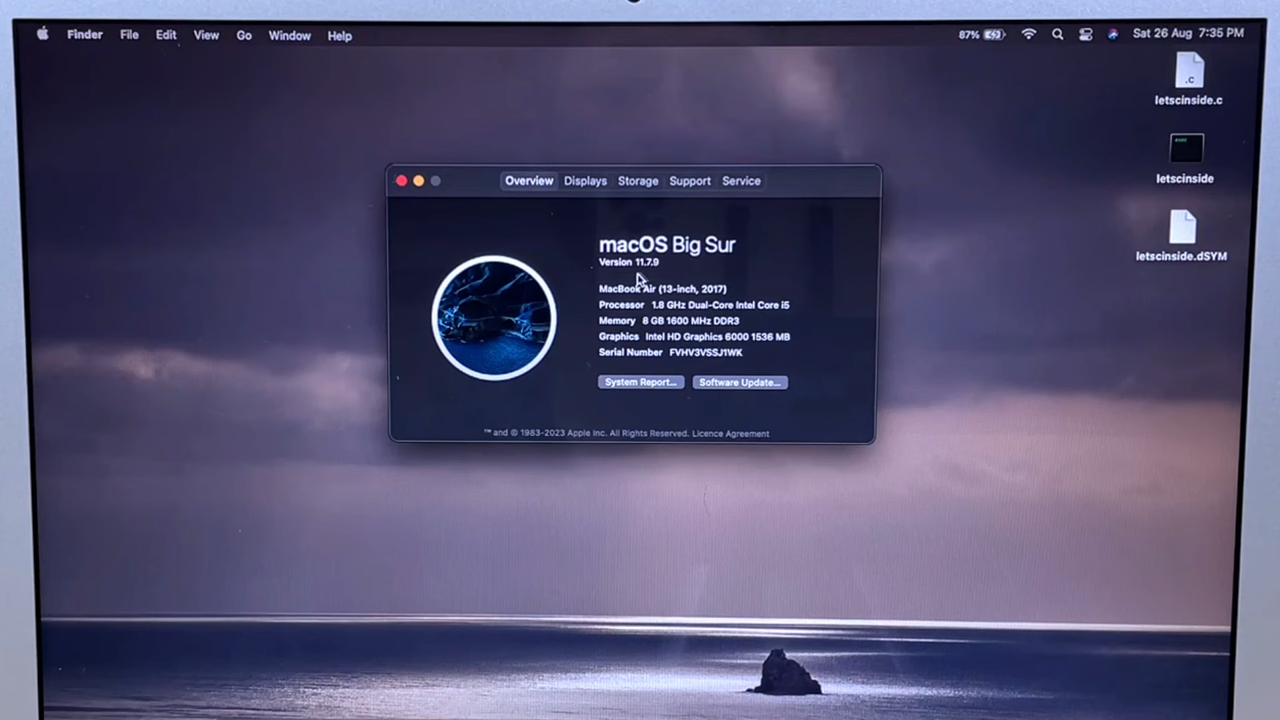 Finder File Edit View Go Window Help
87% Sat 26 Aug 7:35 PM
.c
letscinside.c
exec
letscinside
letscinside.dSYM
Overview Displays Storage Support Service
macOS Big Sur
Version 11.7.9
MacBook Air (13-inch, 2017)
Processor 1.8 GHz Dual-Core Intel Core i5
Memory 8 GB 1600 MHz DDR3
Graphics Intel HD Graphics 6000 1536 MB
Serial Number FVHV3VSSJ1WK
System Report... Software Update...
™ and © 1983-2023 Apple Inc. All Rights Reserved. Licence Agreement